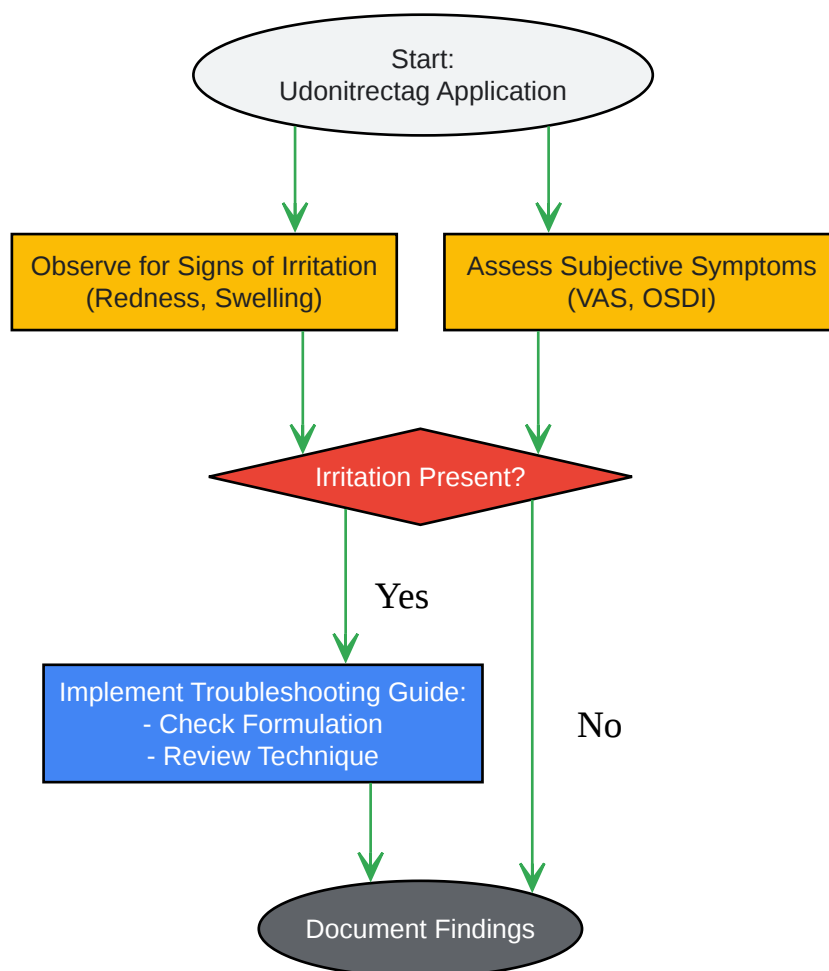 Start:
Udonitrectag Application
Observe for Signs of Irritation
(Redness, Swelling)
Assess Subjective Symptoms
(VAS, OSDI)
Irritation Present?
Yes
Implement Troubleshooting Guide:
- Check Formulation
- Review Technique
No
Document Findings